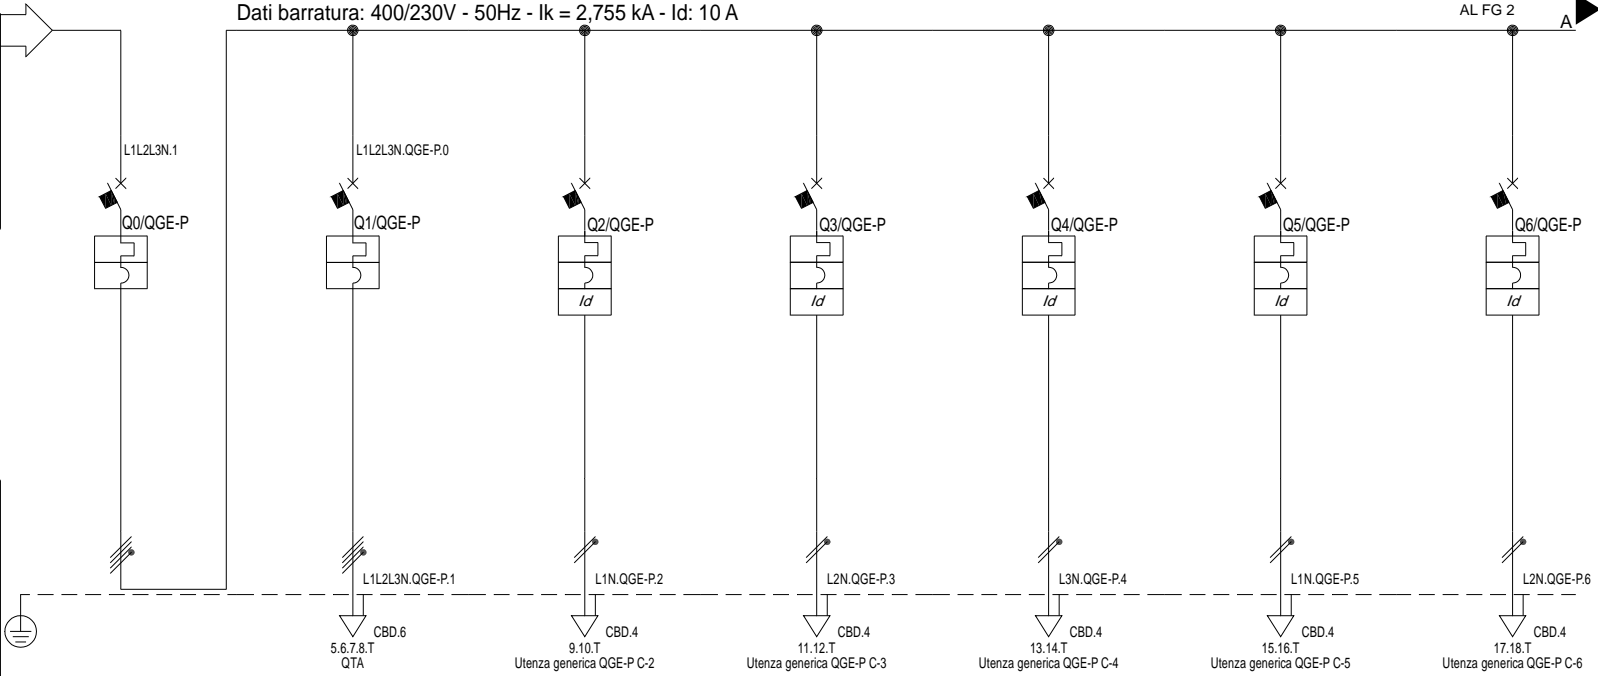 Dati barratura: 400/230V - 50Hz - Ik = 2,755 kA - Id: 10 A
AL FG 2
A
L1L2L3N.1
L1L2L3N.QGE-P.0
Q0/QGE-P
Q1/QGE-P
Q2/QGE-P
Q3/QGE-P
Q4/QGE-P
Q5/QGE-P
Q6/QGE-P
Id
Id
Id
Id
Id
L1L2L3N.QGE-P.1
L1N.QGE-P.2
L2N.QGE-P.3
L3N.QGE-P.4
L1N.QGE-P.5
L2N.QGE-P.6
CBD.6
CBD.4
CBD.4
CBD.4
CBD.4
CBD.4
5.6.7.8.T
QTA
9.10.T
Utenza generica QGE-P C-2
11.12.T
Utenza generica QGE-P C-3
13.14.T
Utenza generica QGE-P C-4
15.16.T
Utenza generica QGE-P C-5
17.18.T
Utenza generica QGE-P C-6